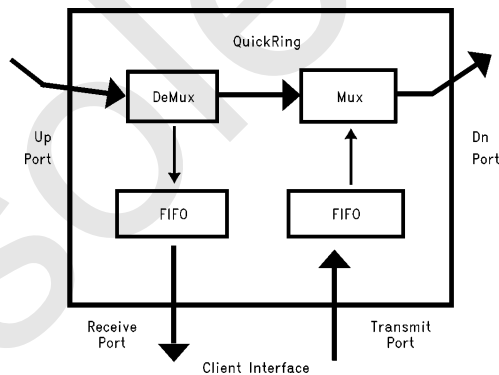 QuickRing
DeMux
Mux
Up
Port
Dn
Port
FIFO
FIFO
Receive
Port
Transmit
Port
Client Interface